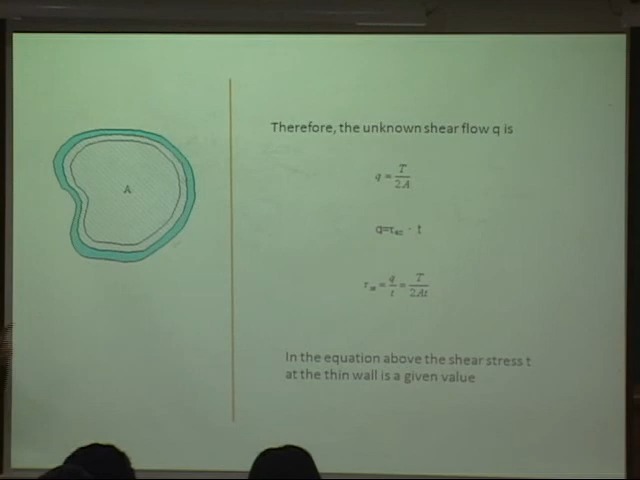 A
Therefore, the unknown shear flow q is
q = T / 2A
q=τ · t
τ = q / t = T / 2At
In the equation above the shear stress t
at the thin wall is a given value